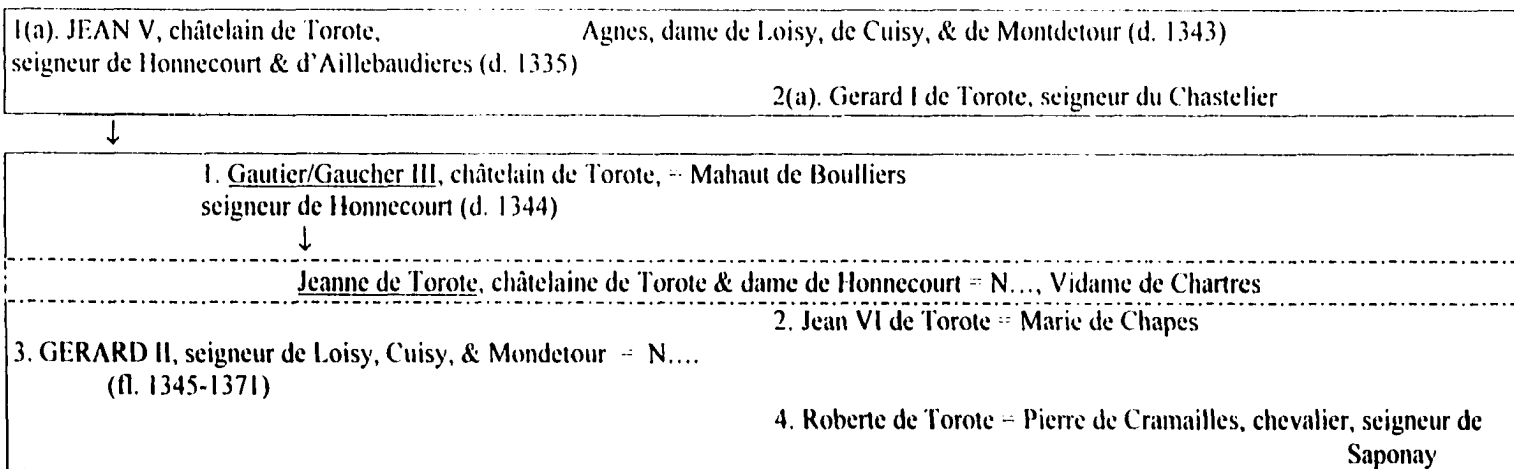 1(a). JEAN V, châtelain de Torote, Agnes, dame de Loisy, de Cuisy, & de Montdetour (d. 1343)
seigneur de Honnecourt & d'Aillebaudieres (d. 1335)
2(a). Gerard I de Torote, seigneur du Chastelier
↓
1. Gautier/Gaucher III, châtelain de Torote, = Mahaut de Boulliers
seigneur de Honnecourt (d. 1344)
↓
Jeanne de Torote, châtelaine de Torote & dame de Honnecourt = N..., Vidame de Chartres
2. Jean VI de Torote = Marie de Chapes
3. GERARD II, seigneur de Loisy, Cuisy, & Mondetour = N....
(fl. 1345-1371)
4. Roberte de Torote = Pierre de Cramailles, chevalier, seigneur de
Saponay